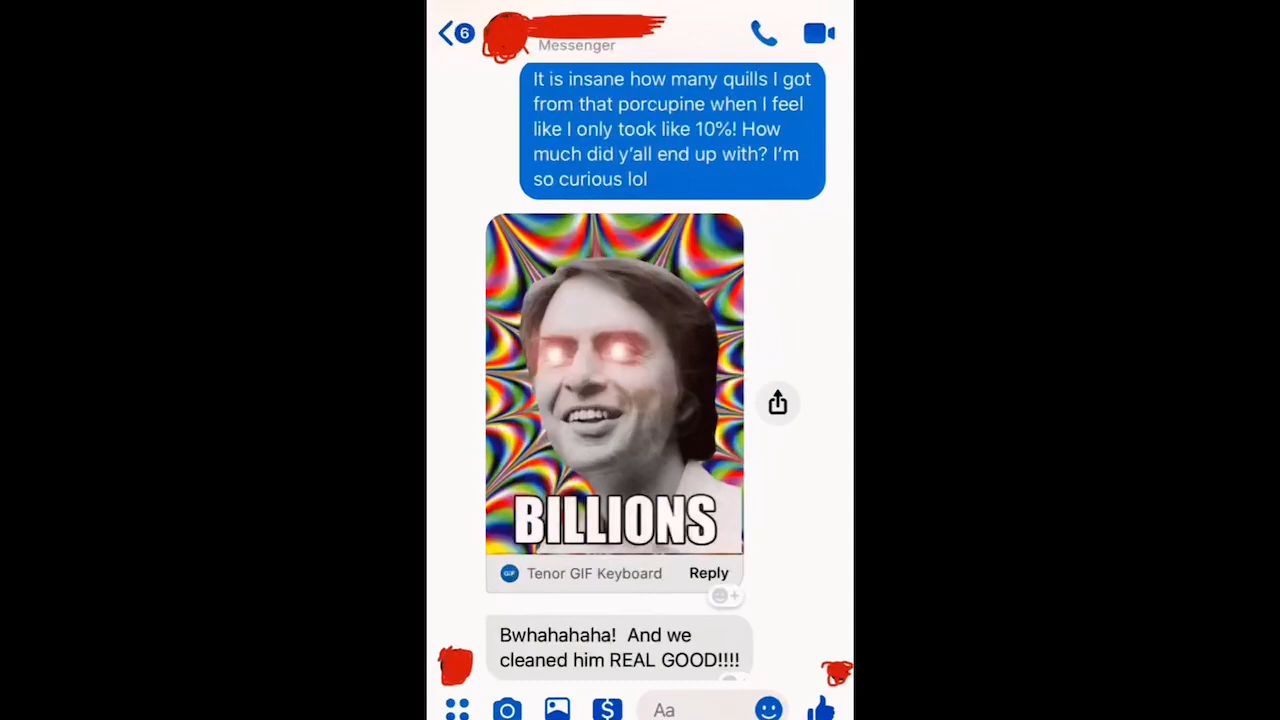 6
Messenger
It is insane how many quills I got
from that porcupine when I feel
like I only took like 10%! How
much did y'all end up with? I'm
so curious lol
BILLIONS
GIF Tenor GIF Keyboard Reply
Bwhahahaha! And we
cleaned him REAL GOOD!!!!
$ Aa